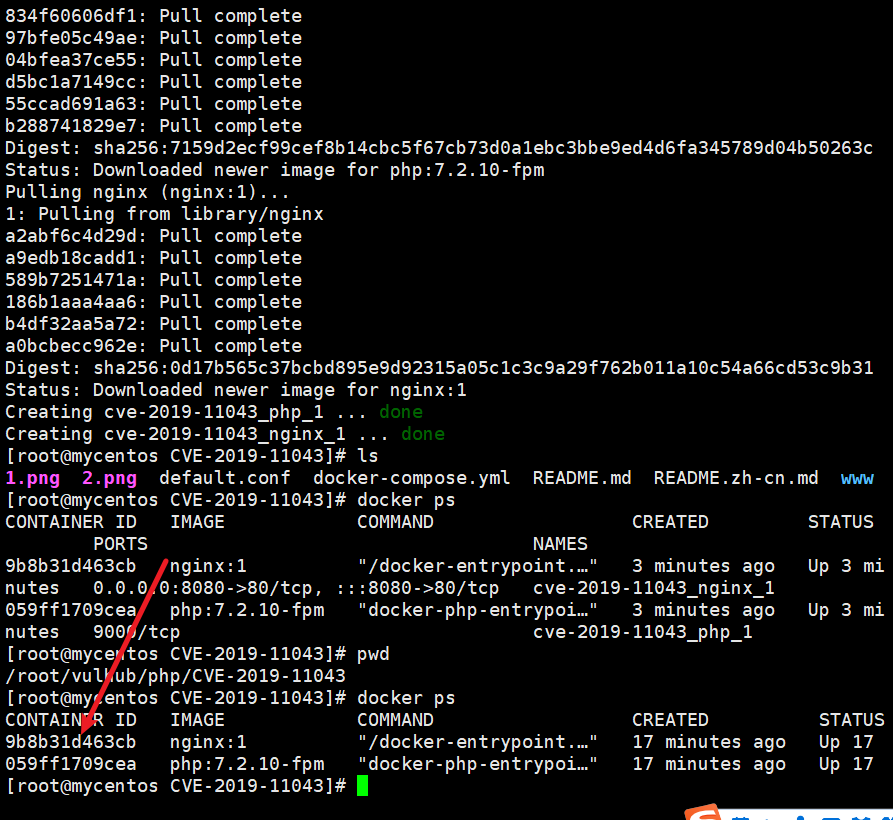 834f60606df1: Pull complete
97bfe05c49ae: Pull complete
04bfea37ce55: Pull complete
d5bc1a7149cc: Pull complete
55ccad691a63: Pull complete
b288741829e7: Pull complete
Digest: sha256:7159d2ecf99cef8b14cbc5f67cb73d0a1ebc3bbe9ed4d6fa345789d04b50263c
Status: Downloaded newer image for php:7.2.10-fpm
Pulling nginx (nginx:1)...
1: Pulling from library/nginx
a2abf6c4d29d: Pull complete
a9edb18cadd1: Pull complete
589b7251471a: Pull complete
186b1aaa4aa6: Pull complete
b4df32aa5a72: Pull complete
a0bcbecc962e: Pull complete
Digest: sha256:0d17b565c37bcbd895e9d92315a05c1c3c9a29f762b011a10c54a66cd53c9b31
Status: Downloaded newer image for nginx:1
Creating cve-2019-11043_php_1 ... done
Creating cve-2019-11043_nginx_1 ... done
[root@mycentos CVE-2019-11043]# ls
1.png  2.png  default.conf  docker-compose.yml  README.md  README.zh-cn.md  www
[root@mycentos CVE-2019-11043]# docker ps
CONTAINER ID   IMAGE            COMMAND                  CREATED         STATUS
        PORTS                                   NAMES
9b8b31d463cb   nginx:1          "/docker-entrypoint.…"   3 minutes ago   Up 3 mi
nutes   0.0.0.0:8080->80/tcp, :::8080->80/tcp   cve-2019-11043_nginx_1
059ff1709cea   php:7.2.10-fpm   "docker-php-entrypoi…"   3 minutes ago   Up 3 mi
nutes   9000/tcp                                cve-2019-11043_php_1
[root@mycentos CVE-2019-11043]# pwd
/root/vulhub/php/CVE-2019-11043
[root@mycentos CVE-2019-11043]# docker ps
CONTAINER ID   IMAGE            COMMAND                  CREATED          STATUS
9b8b31d463cb   nginx:1          "/docker-entrypoint.…"   17 minutes ago   Up 17
059ff1709cea   php:7.2.10-fpm   "docker-php-entrypoi…"   17 minutes ago   Up 17
[root@mycentos CVE-2019-11043]#